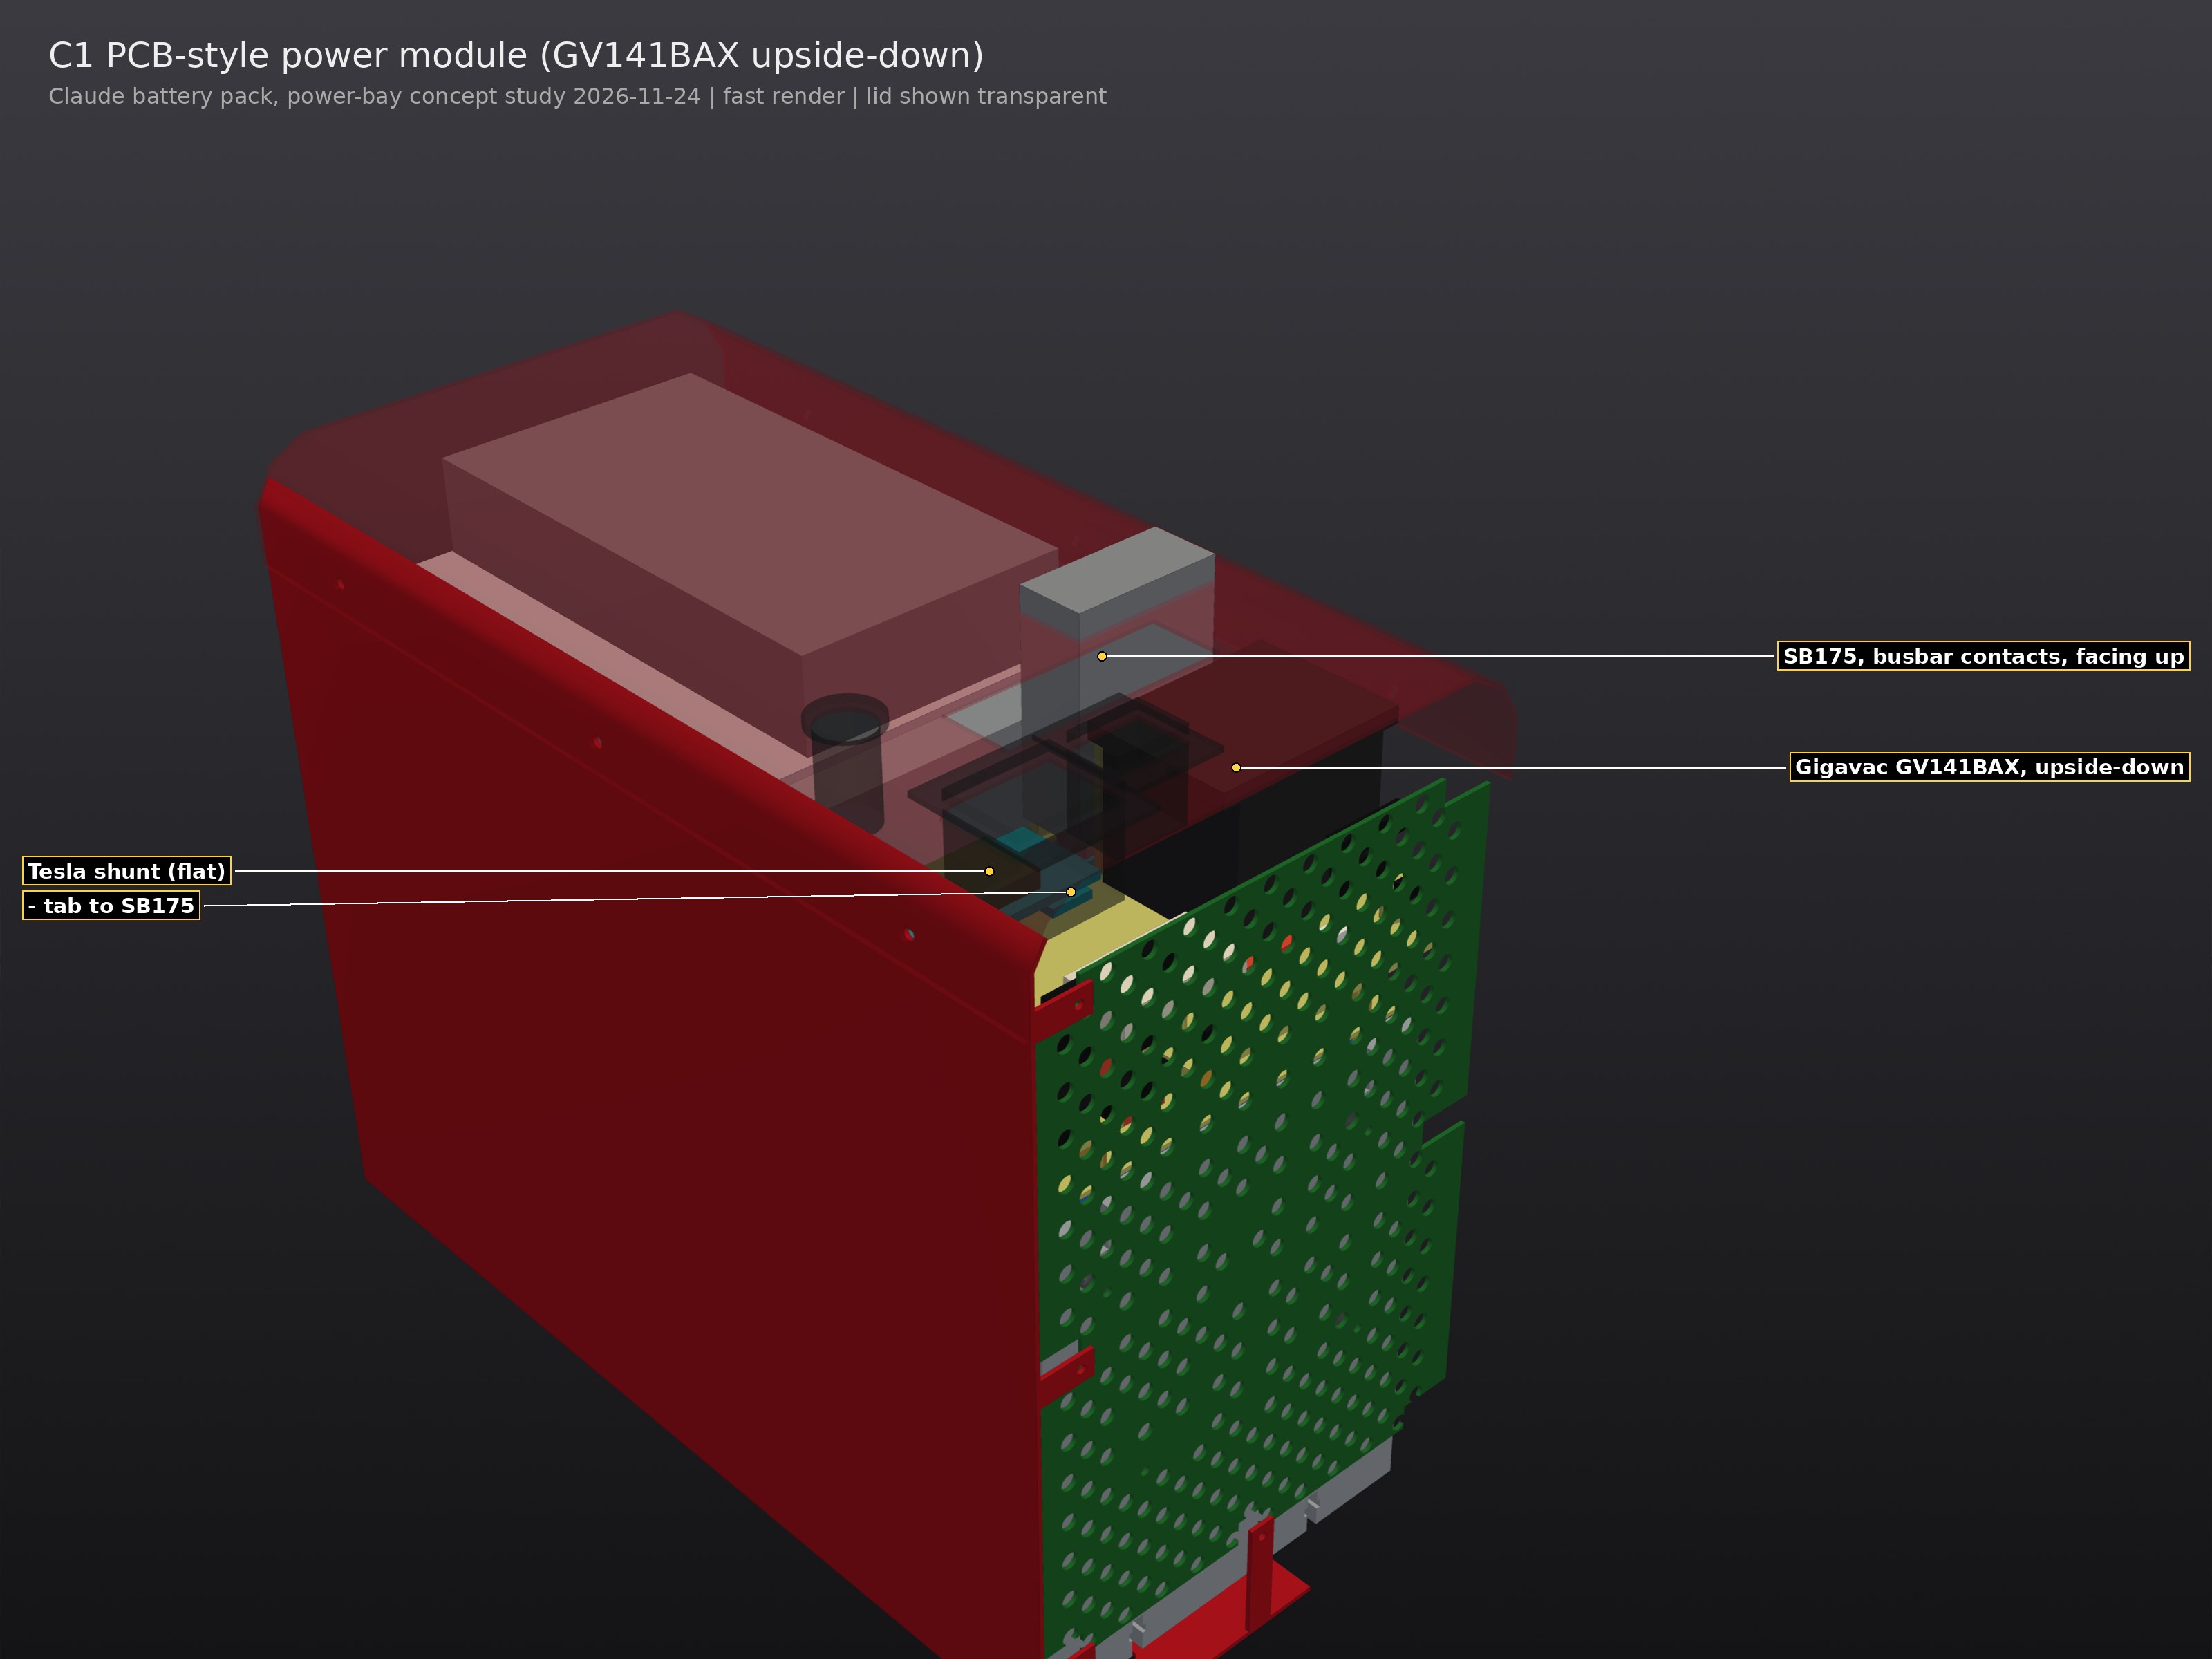 C1 PCB-style power module (GV141BAX upside-down)
Claude battery pack, power-bay concept study 2026-11-24 | fast render | lid shown transparent
SB175, busbar contacts, facing up
Gigavac GV141BAX, upside-down
Tesla shunt (flat)
- tab to SB175